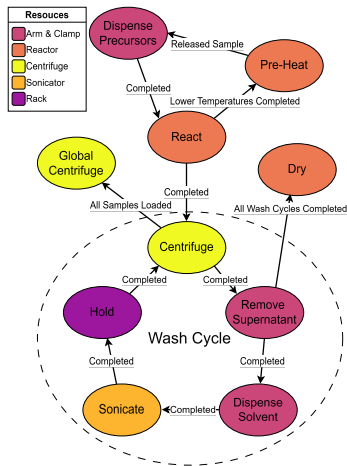 Resouces
Arm & Clamp
Reactor
Centrifuge
Sonicator
Rack
Dispense
Precursors
Released Sample
Pre-Heat
Completed
Lower Temperatures Completed
React
Global
Centrifuge
Completed
Dry
All Samples Loaded
All Wash Cycles Completed
Centrifuge
Completed
Completed
Hold
Remove
Supernatant
Wash Cycle
Completed
Completed
Sonicate
Completed
Dispense
Solvent